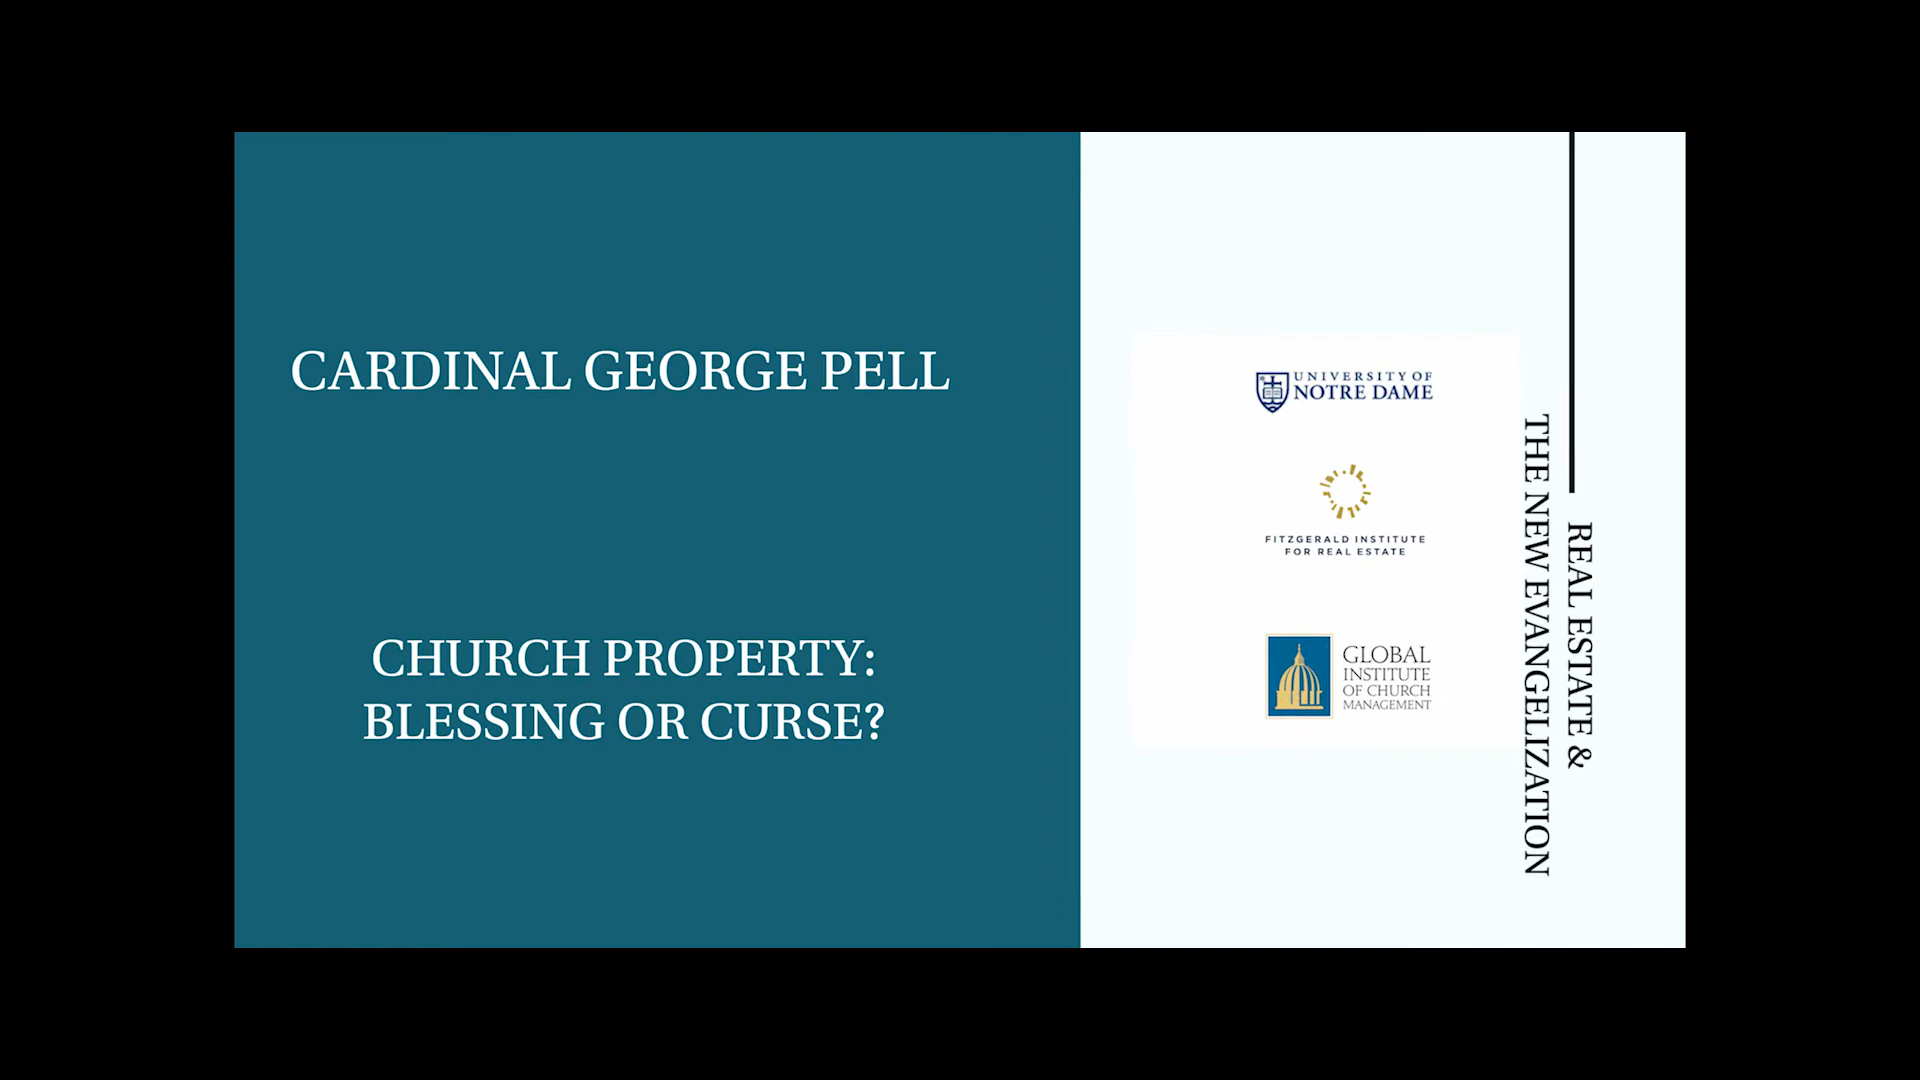 CARDINAL GEORGE PELL
CHURCH PROPERTY:
BLESSING OR CURSE?
UNIVERSITY OF
NOTRE DAME
FITZGERALD INSTITUTE
FOR REAL ESTATE
GLOBAL
INSTITUTE
OF CHURCH
MANAGEMENT
REAL ESTATE &
THE NEW EVANGELIZATION